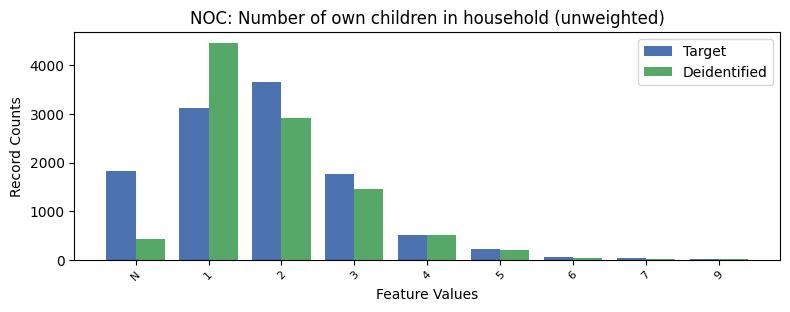 NOC: Number of own children in household (unweighted)
Target
Deidentified
Record Counts
4000
3000
2000
1000
0
N 1 2 3 4 5 6 7 9
Feature Values